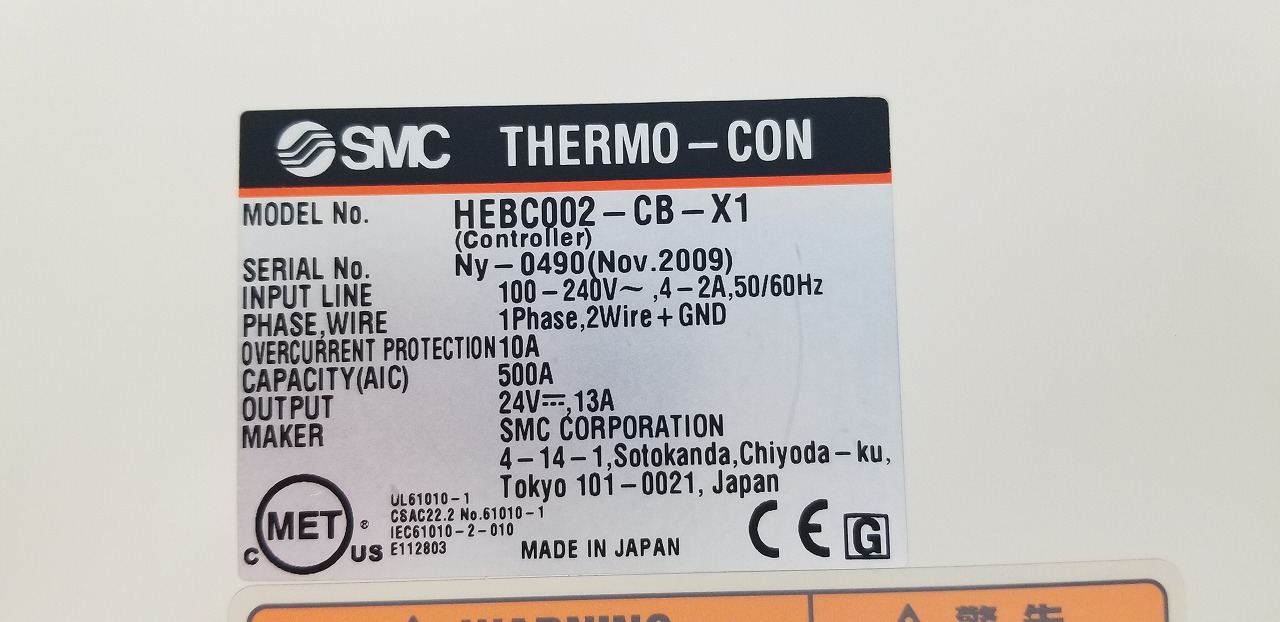 SMC THERMO-CON
MODEL No. HEBC002-CB-X1
(Controller)
SERIAL No. Ny-0490(Nov.2009)
INPUT LINE 100-240V~ ,4-2A,50/60Hz
PHASE,WIRE 1Phase,2Wire+GND
OVERCURRENT PROTECTION 10A
CAPACITY(AIC) 500A
OUTPUT 24V⎓,13A
MAKER SMC CORPORATION
4-14-1,Sotokanda,Chiyoda-ku,
Tokyo 101-0021, Japan
C MET ® US
UL61010-1
CSAC22.2 No.61010-1
IEC61010-2-010
E112803
MADE IN JAPAN
CE G
WARNING 警告